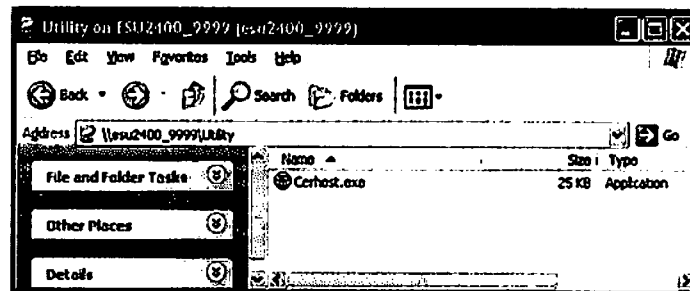 Utility on ESU2400_9999 (esu2400_9999)
File Edit View Favorites Tools Help
Back Search Folders
Address \\esu2400_9999\Utility Go
Name Size Type
File and Folder Tasks
Cerhost.exe 25 KB Application
Other Places
Details